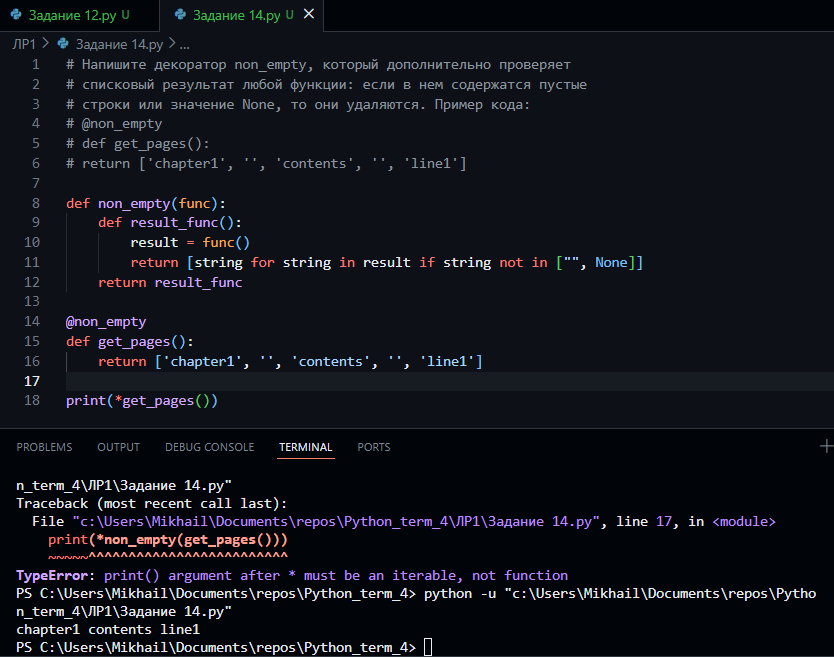 Задание 12.py U
Задание 14.py U ×
ЛР1 > Задание 14.py > ...
1 # Напишите декоратор non_empty, который дополнительно проверяет
2 # списковый результат любой функции: если в нем содержатся пустые
3 # строки или значение None, то они удаляются. Пример кода:
4 # @non_empty
5 # def get_pages():
6 # return ['chapter1', '', 'contents', '', 'line1']
7
8 def non_empty(func):
9 def result_func():
10 result = func()
11 return [string for string in result if string not in ["", None]]
12 return result_func
13
14 @non_empty
15 def get_pages():
16 return ['chapter1', '', 'contents', '', 'line1']
17
18 print(*get_pages())
PROBLEMS OUTPUT DEBUG CONSOLE TERMINAL PORTS
n_term_4\ЛР1\Задание 14.py"
Traceback (most recent call last):
File "c:\Users\Mikhail\Documents\repos\Python_term_4\ЛР1\Задание 14.py", line 17, in <module>
print(*non_empty(get_pages()))
~~~~~^^^^^^^^^^^^^^^^^^^^^^^^^
TypeError: print() argument after * must be an iterable, not function
PS C:\Users\Mikhail\Documents\repos\Python_term_4> python -u "c:\Users\Mikhail\Documents\repos\Pytho
n_term_4\ЛР1\Задание 14.py"
chapter1 contents line1
PS C:\Users\Mikhail\Documents\repos\Python_term_4>